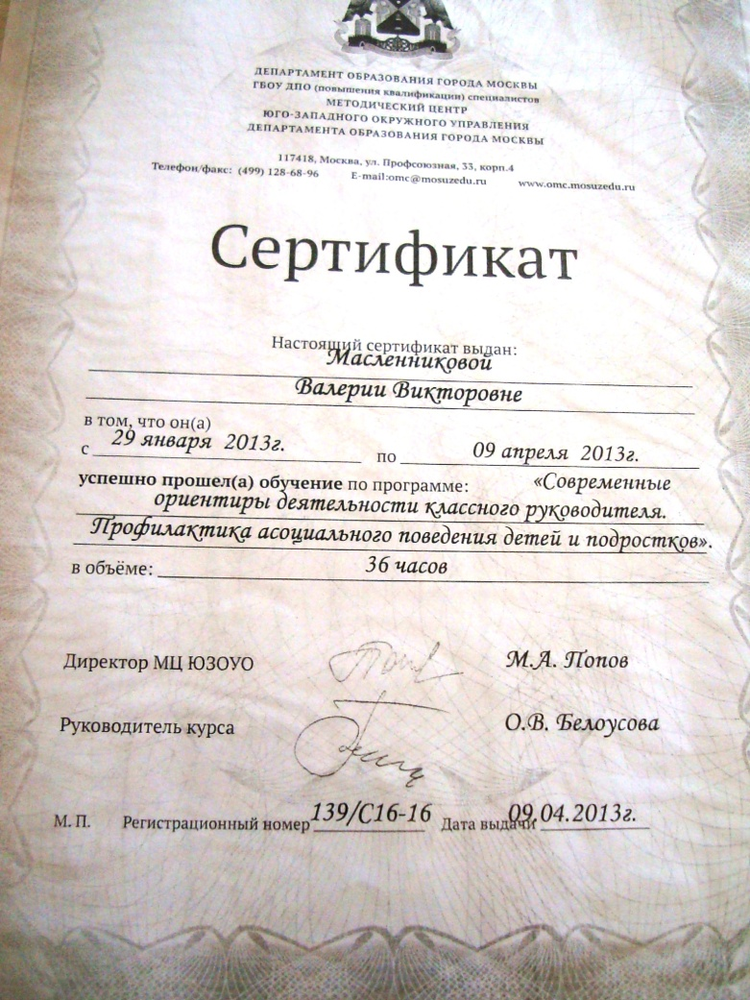 ДЕПАРТАМЕНТ ОБРАЗОВАНИЯ ГОРОДА МОСКВЫ
ГБОУ ДПО (повышения квалификации) специалистов
МЕТОДИЧЕСКИЙ ЦЕНТР
ЮГО-ЗАПАДНОГО ОКРУЖНОГО УПРАВЛЕНИЯ
ДЕПАРТАМЕНТА ОБРАЗОВАНИЯ ГОРОДА МОСКВЫ
117418, Москва, ул. Профсоюзная, 33, корп.4
Телефон/факс: (499) 128-68-96 E-mail:omc@mosuzedu.ru www.omc.mosuzedu.ru
Сертификат
Настоящий сертификат выдан:
Масленниковой
Валерии Викторовне
в том, что он(а)
с 29 января 2013г. по 09 апреля 2013г.
успешно прошел(а) обучение по программе: «Современные
ориентиры деятельности классного руководителя.
Профилактика асоциального поведения детей и подростков».
в объёме: 36 часов
Директор МЦ ЮЗОУО М.А. Попов
Руководитель курса О.В. Белоусова
М. П. Регистрационный номер 139/С16-16 Дата выдачи 09.04.2013г.